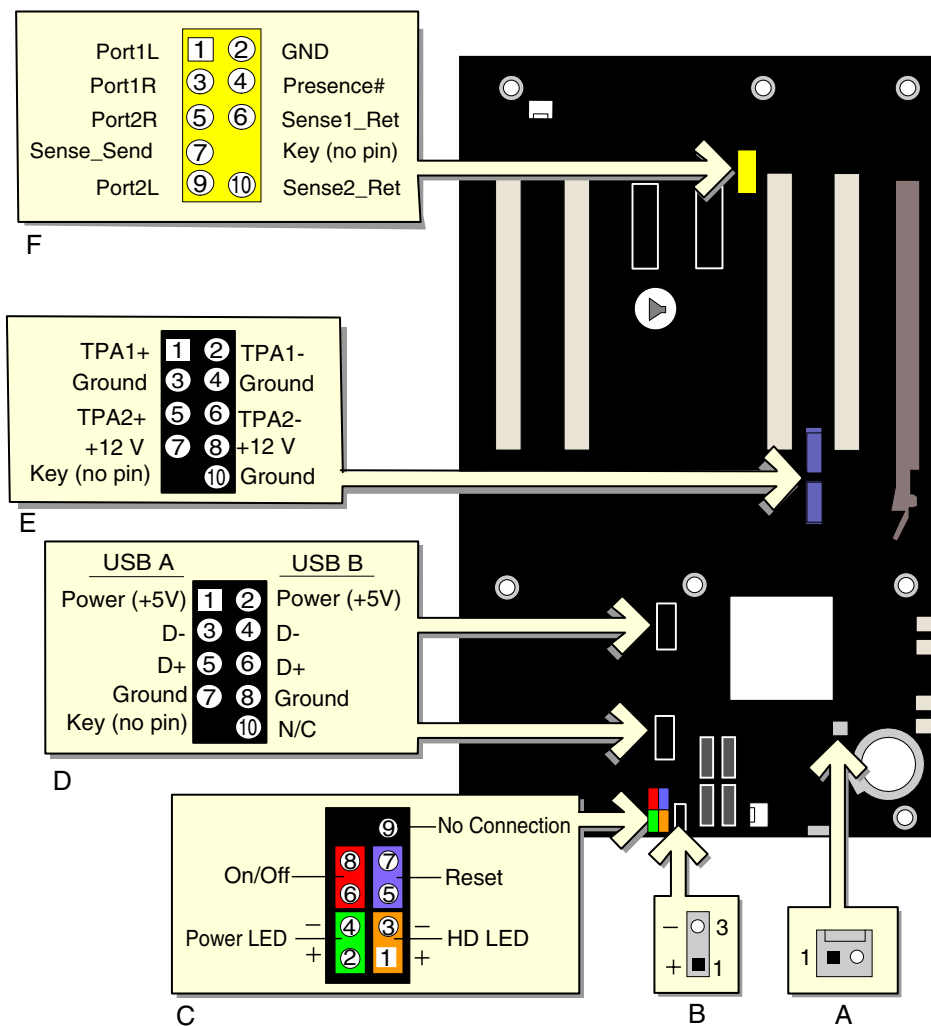 Port1L 1 2 GND
Port1R 3 4 Presence#
Port2R 5 6 Sense1_Ret
Sense_Send 7 Key (no pin)
Port2L 9 10 Sense2_Ret
F
TPA1+ 1 2 TPA1-
Ground 3 4 Ground
TPA2+ 5 6 TPA2-
+12 V 7 8 +12 V
Key (no pin) 10 Ground
E
USB A USB B
Power (+5V) 1 2 Power (+5V)
D- 3 4 D-
D+ 5 6 D+
Ground 7 8 Ground
Key (no pin) 10 N/C
D
9 No Connection
On/Off 8 7 Reset
6 5
Power LED − 4 3 − HD LED
+ 2 1 +
C
− 3
+ 1
B
1
A